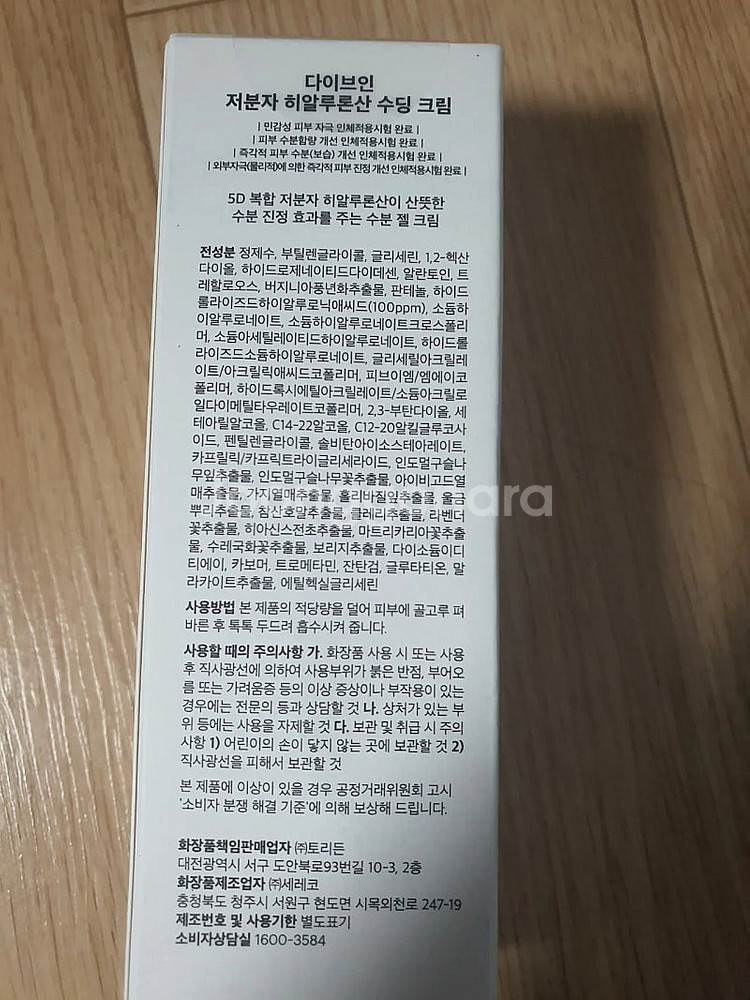 다이브인
저분자 히알루론산 수딩 크림
| 민감성 피부 자극 인체적용시험 완료 |
| 피부 수분함량 개선 인체적용시험 완료 |
| 즉각적 피부 수분(보습) 개선 인체적용시험 완료 |
| 외부자극(물리적)에 의한 즉각적 피부 진정 개선 인체적용시험 완료 |
5D 복합 저분자 히알루론산이 산뜻한
수분 진정 효과를 주는 수분 젤 크림
전성분 정제수, 부틸렌글라이콜, 글리세린, 1,2-헥산
다이올, 하이드로제네이티드다이데센, 알란토인, 트
레할로오스, 버지니아풍년화추출물, 판테놀, 하이드
롤라이즈드하이알루로닉애씨드(100ppm), 소듐하
이알루로네이트, 소듐하이알루로네이트크로스폴리
머, 소듐아세틸레이티드하이알루로네이트, 하이드롤
라이즈드소듐하이알루로네이트, 글리세릴아크릴레
이트/아크릴릭애씨드코폴리머, 피브이엠/엠에이코
폴리머, 하이드록시에틸아크릴레이트/소듐아크릴로
일다이메틸타우레이트코폴리머, 2,3-부탄다이올, 세
테아릴알코올, C14-22알코올, C12-20알킬글루코사
이드, 펜틸렌글라이콜, 솔비탄아이소스테아레이트,
카프릴릭/카프릭트라이글리세라이드, 인도멀구슬나
무잎추출물, 인도멀구슬나무꽃추출물, 아이비고드열
매추출물, 가지열매추출물, 홀리바질잎추출물, 울금
뿌리추출물, 참산호말추출물, 클레리추출물, 라벤더
꽃추출물, 히아신스전초추출물, 마트리카리아꽃추출
물, 수레국화꽃추출물, 보리지추출물, 다이소듐이디
티에이, 카보머, 트로메타민, 잔탄검, 글루타티온, 말
라카이트추출물, 에틸헥실글리세린
사용방법 본 제품의 적당량을 덜어 피부에 골고루 펴
바른 후 톡톡 두드려 흡수시켜 줍니다.
사용할 때의 주의사항 가. 화장품 사용 시 또는 사용
후 직사광선에 의하여 사용부위가 붉은 반점, 부어오
름 또는 가려움증 등의 이상 증상이나 부작용이 있는
경우에는 전문의 등과 상담할 것 나. 상처가 있는 부
위 등에는 사용을 자제할 것 다. 보관 및 취급 시 주의
사항 1) 어린이의 손이 닿지 않는 곳에 보관할 것 2)
직사광선을 피해서 보관할 것
본 제품에 이상이 있을 경우 공정거래위원회 고시
'소비자 분쟁 해결 기준'에 의해 보상해 드립니다.
화장품책임판매업자 ㈜토리든
대전광역시 서구 도안북로93번길 10-3, 2층
화장품제조업자 ㈜세레코
충청북도 청주시 서원구 현도면 시목외천로 247-19
제조번호 및 사용기한 별도표기
소비자상담실 1600-3584